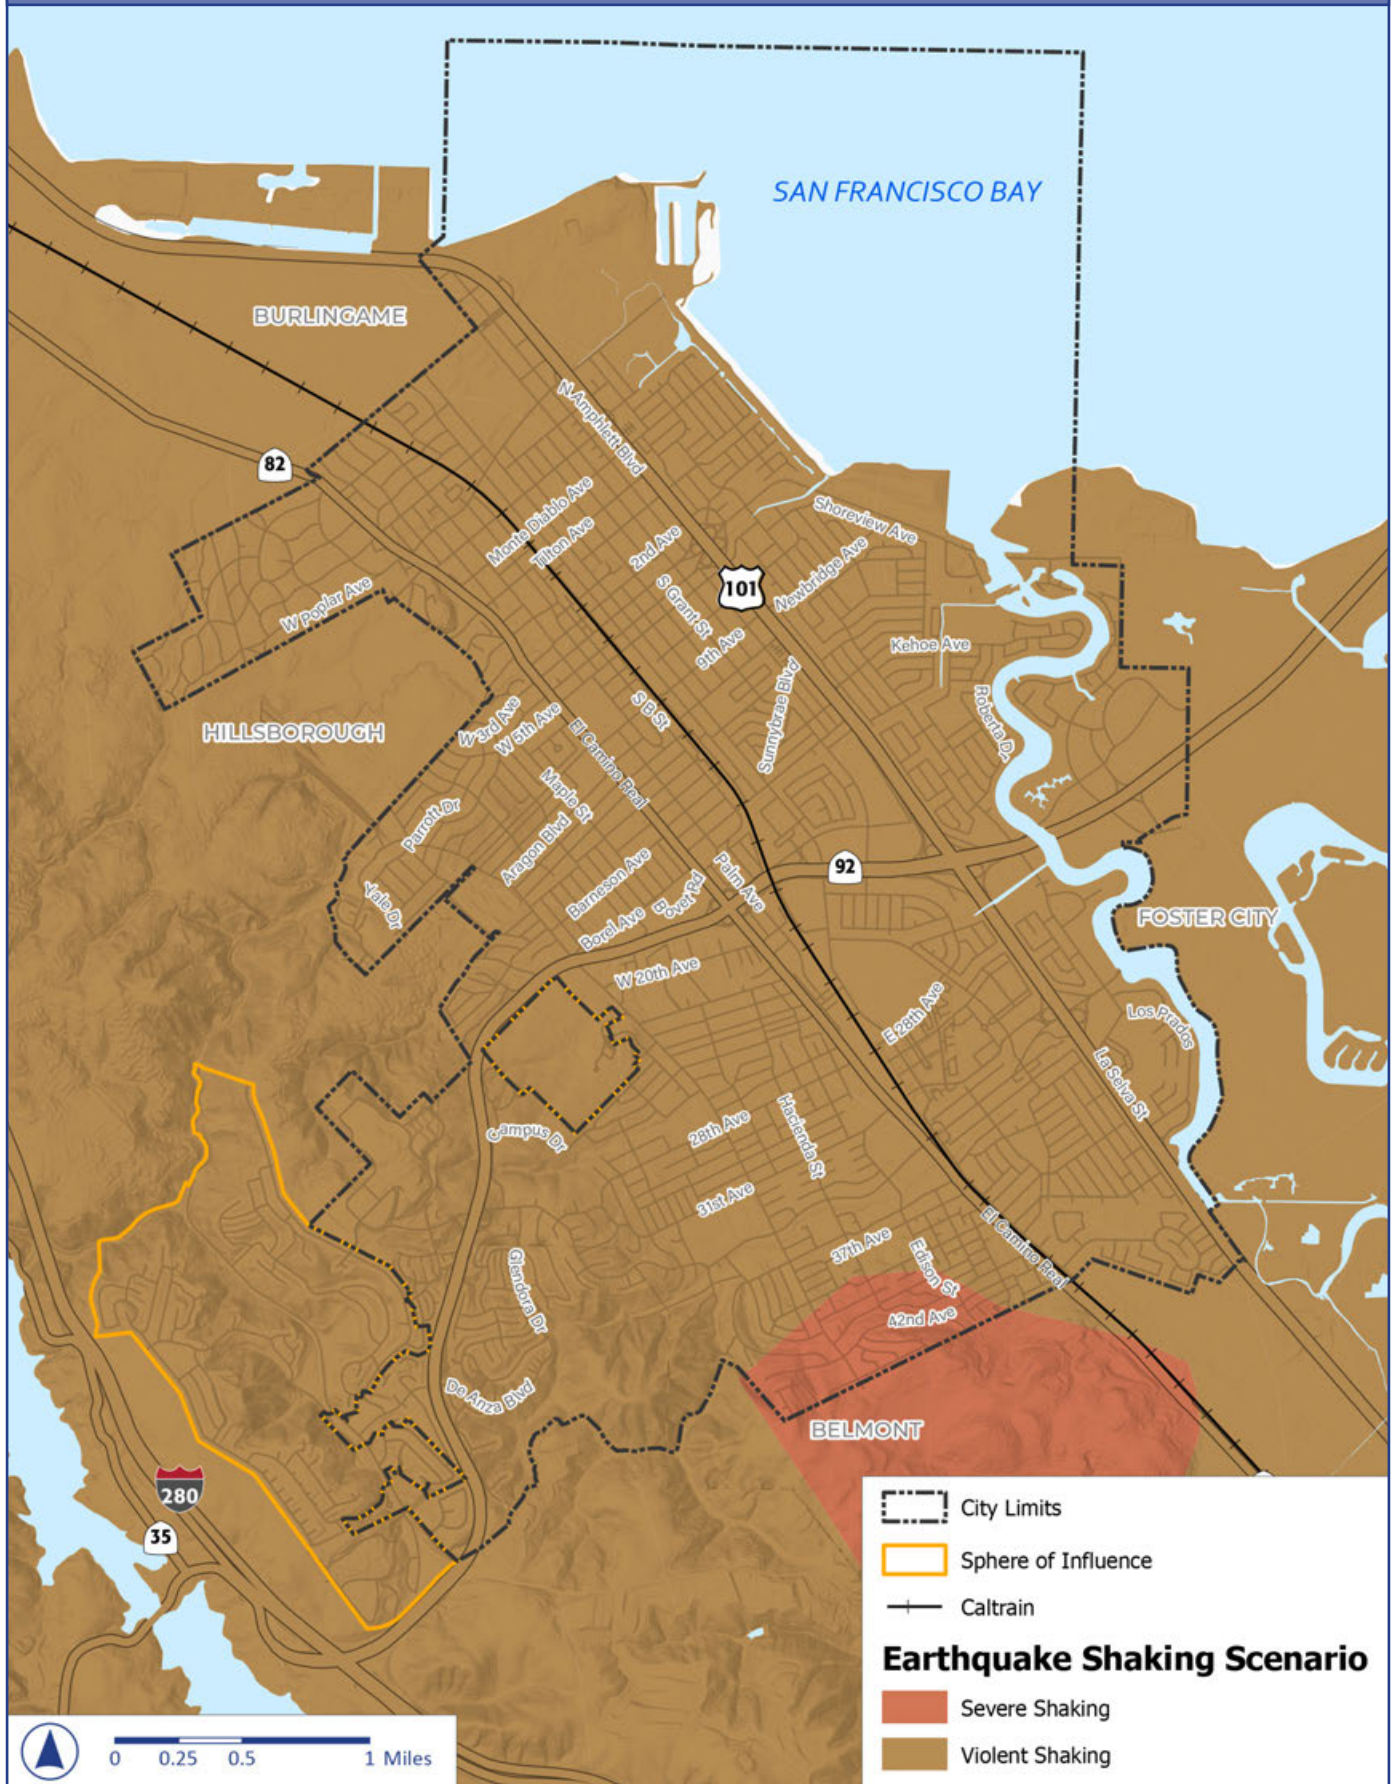 SAN FRANCISCO BAY
BURLINGAME
N Amphlett Blvd
82
Monte Diablo Ave
Tilton Ave
2nd Ave
Shoreview Ave
101
Newbridge Ave
S Grant St
W Poplar Ave
9th Ave
Kehoe Ave
Sunnybrae Blvd
Roberta Dr
HILLSBOROUGH
W 3rd Ave
W 5th Ave
S B St
El Camino Real
Maple St
Parrott Dr
Aragon Blvd
Barneson Ave
Palm Ave
92
Yale Dr
Bovet Rd
Borel Ave
FOSTER CITY
W 20th Ave
E 28th Ave
Los Prados
La Selva St
Campus Dr
28th Ave
Hacienda St
31st Ave
37th Ave
Edison St
El Camino Real
Glendora Dr
42nd Ave
De Anza Blvd
BELMONT
280
35
City Limits
Sphere of Influence
Caltrain
Earthquake Shaking Scenario
Severe Shaking
Violent Shaking
0 0.25 0.5 1 Miles